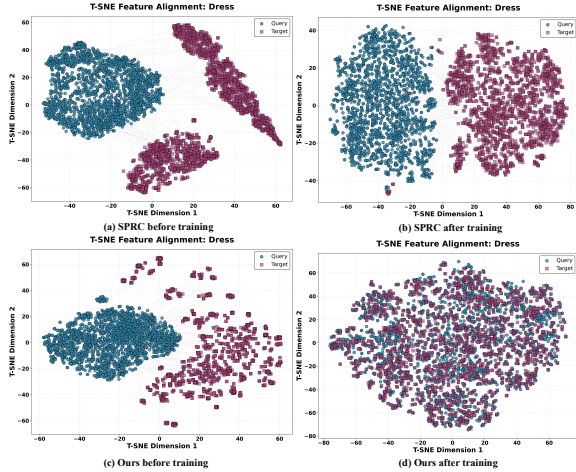 T-SNE Feature Alignment: Dress
Query
Target
T-SNE Dimension 2
60
40
20
0
−20
−40
−60
−40
−20
0
20
40
60
T-SNE Dimension 1
(a) SPRC before training
T-SNE Feature Alignment: Dress
Query
Target
T-SNE Dimension 2
40
20
0
−20
−40
−60
−40
−20
0
20
40
60
80
T-SNE Dimension 1
(b) SPRC after training
T-SNE Feature Alignment: Dress
Query
Target
T-SNE Dimension 2
60
40
20
0
−20
−40
−60
−60
−40
−20
0
20
40
60
T-SNE Dimension 1
(c) Ours before training
T-SNE Feature Alignment: Dress
Query
Target
T-SNE Dimension 2
60
40
20
0
−20
−40
−60
−80
−80
−60
−40
−20
0
20
40
60
T-SNE Dimension 1
(d) Ours after training